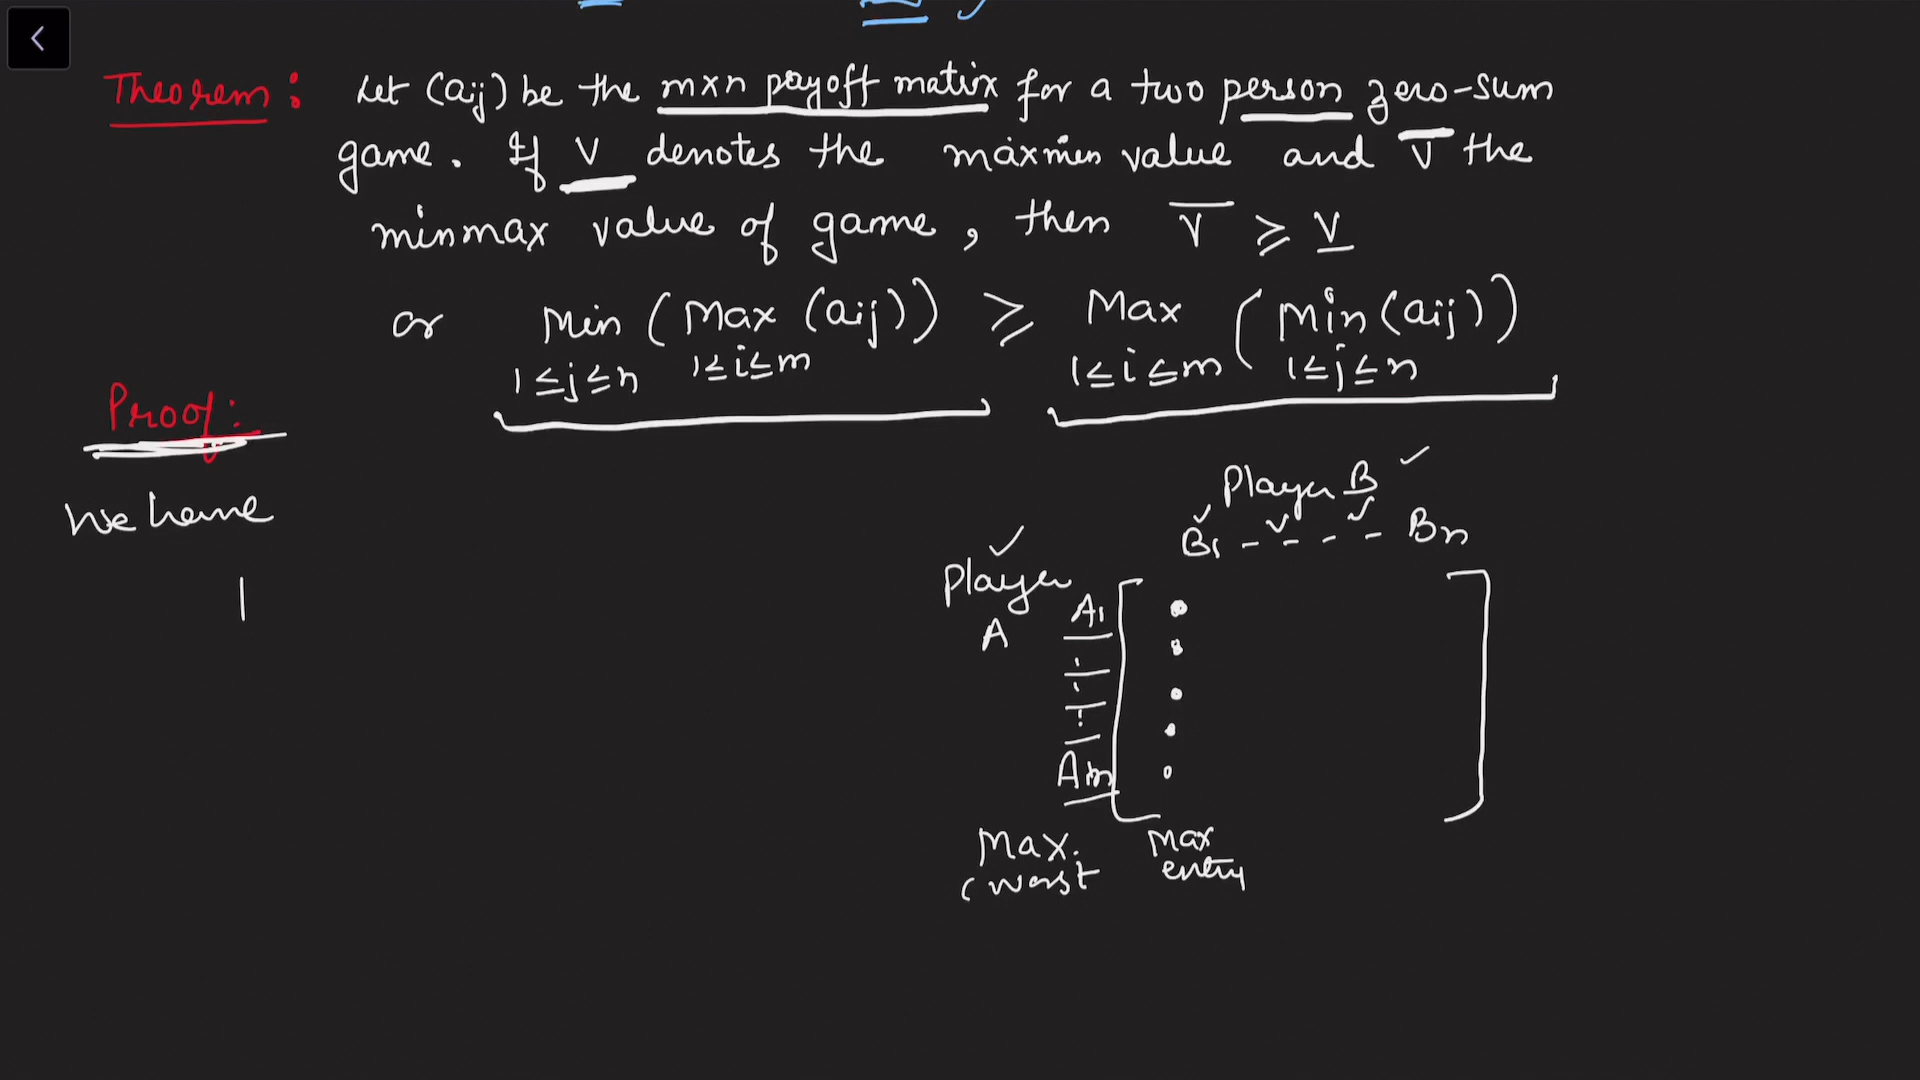 Theorem: Let (aij) be the mxn payoff matrix for a two person zero-sum
game. If V denotes the maxmin value and V̅ the
minmax value of game, then V̅ ≥ V̲
or Min (Max (aij)) ≥ Max (Min (aij))
1≤j≤n 1≤i≤m 1≤i≤m 1≤j≤n
Proof:
We have
Player B
B1 - - - - Bn
Player
A
A1
Am
Max.
(worst
Max
entry